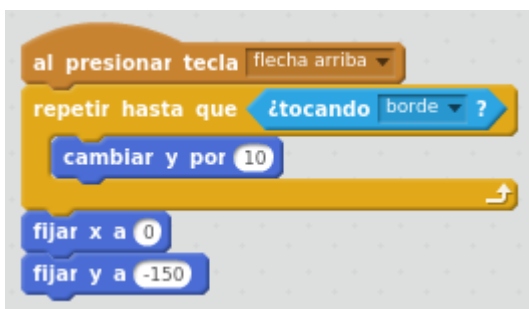 al presionar tecla flecha arriba
repetir hasta que ¿tocando borde ?
cambiar y por 10
fijar x a 0
fijar y a -150